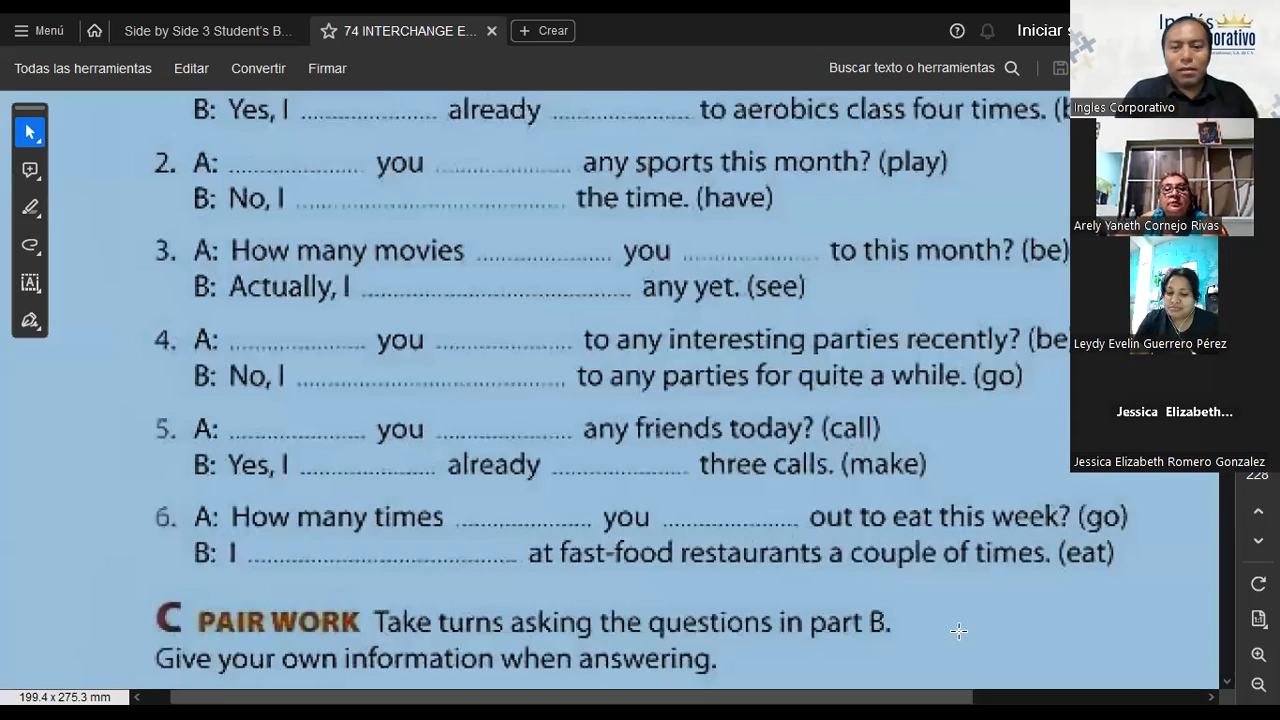 Menú
Side by Side 3 Student's B...
74 INTERCHANGE E...
Crear
Iniciar s
Todas las herramientas
Editar
Convertir
Firmar
Buscar texto o herramientas
B: Yes, I .................... already .................... to aerobics class four times. (b
2. A: .................... you .................... any sports this month? (play)
B: No, I ........................................ the time. (have)
3. A: How many movies .................... you .................... to this month? (be)
B: Actually, I ........................................ any yet. (see)
4. A: .................... you .................... to any interesting parties recently? (be)
B: No, I ........................................ to any parties for quite a while. (go)
5. A: .................... you .................... any friends today? (call)
B: Yes, I .................... already .................... three calls. (make)
6. A: How many times .................... you .................... out to eat this week? (go)
B: I ........................................ at fast-food restaurants a couple of times. (eat)
C PAIR WORK Take turns asking the questions in part B.
Give your own information when answering.
199.4 x 275.3 mm
228
Inglés
orativo
Ingles Corporativo
Arely Yaneth Cornejo Rivas
Leydy Evelin Guerrero Pérez
Jessica Elizabeth...
Jessica Elizabeth Romero Gonzalez